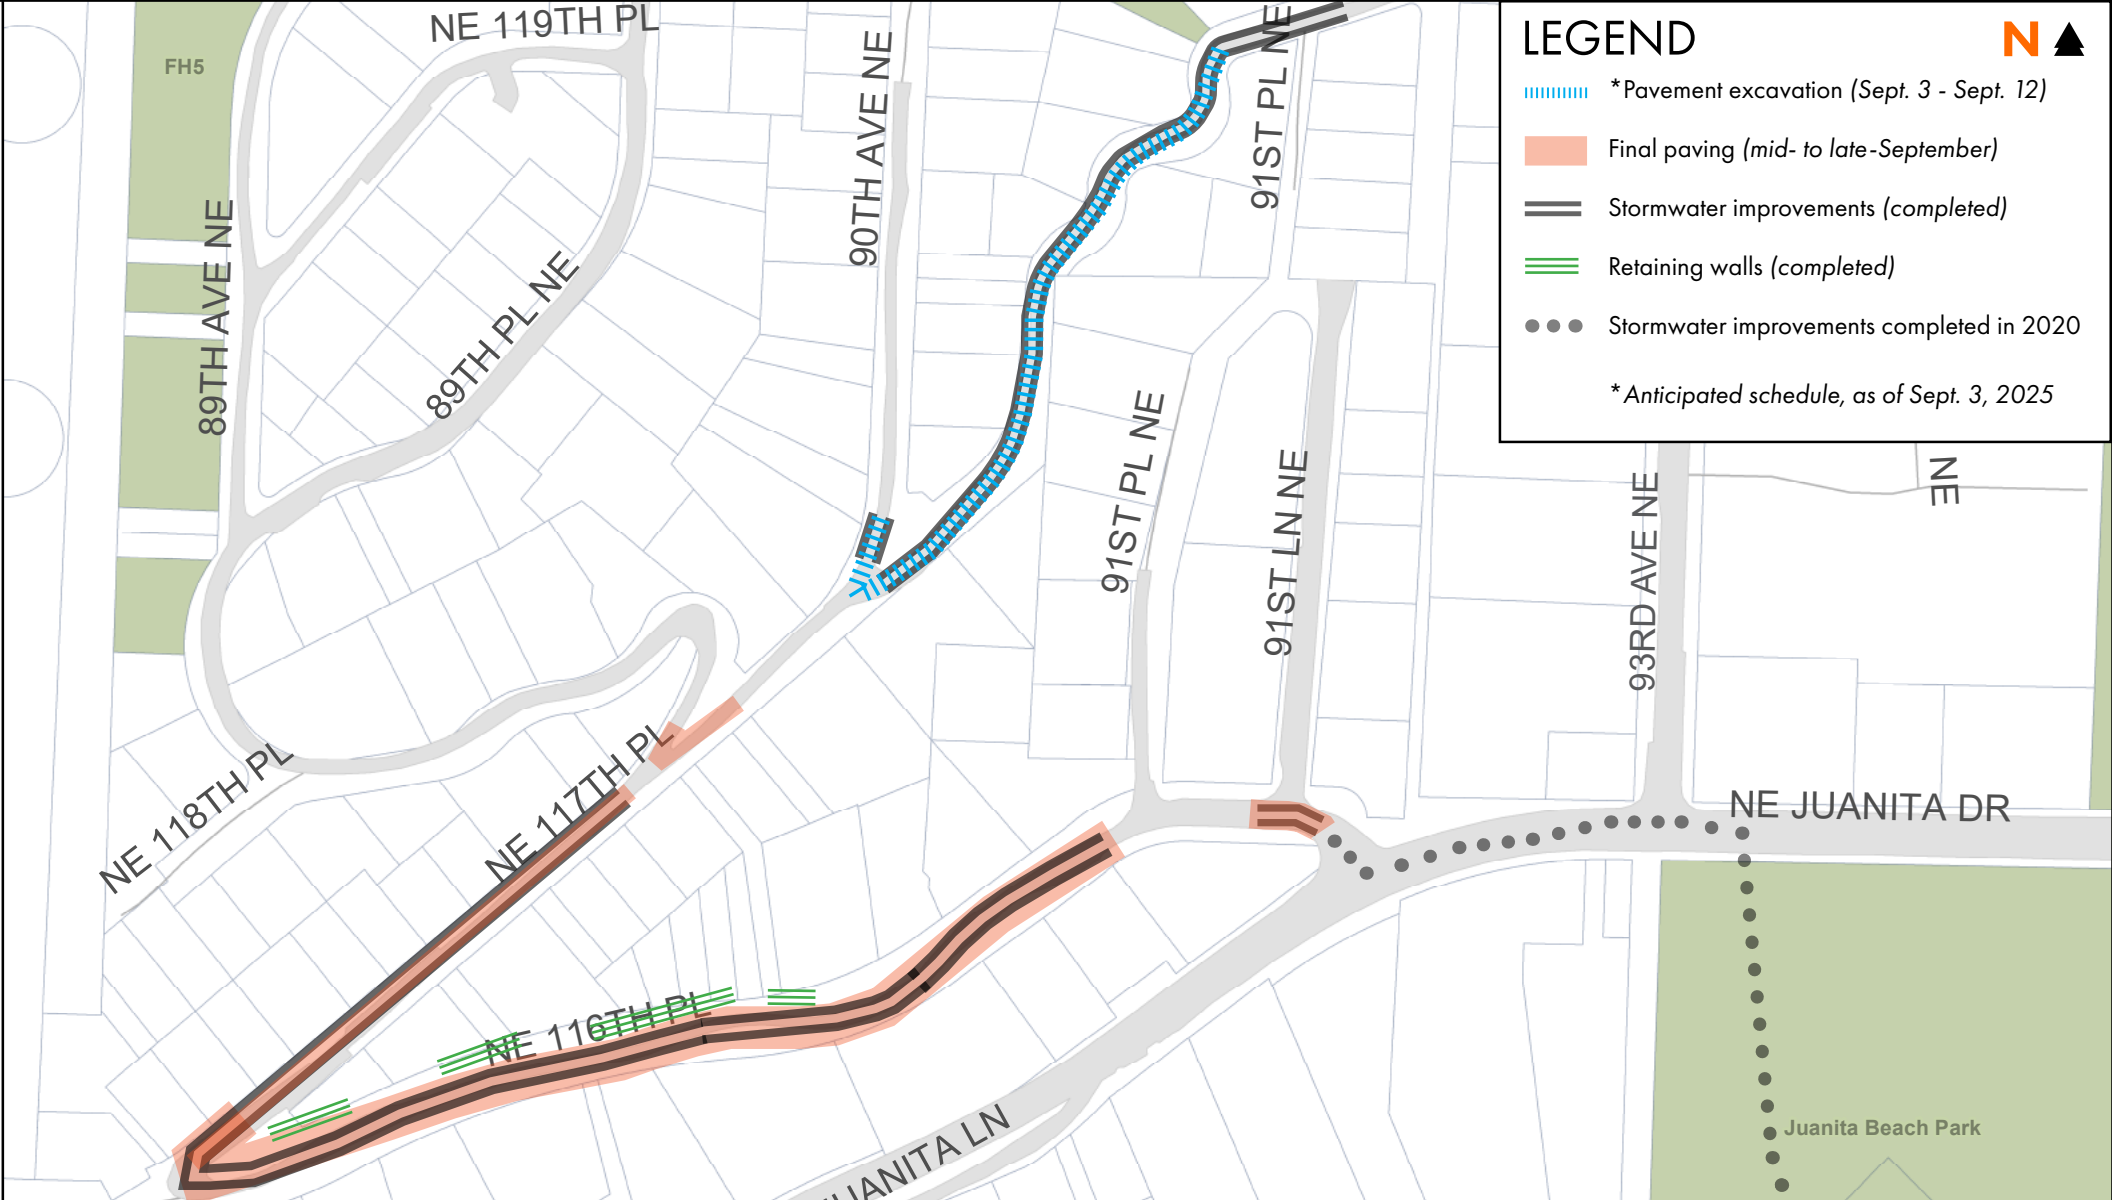 NE 119TH PL
FH5
90TH AVE NE
91ST PL NE
LEGEND
N
*Pavement excavation (Sept. 3 - Sept. 12)
Final paving (mid- to late-September)
Stormwater improvements (completed)
Retaining walls (completed)
Stormwater improvements completed in 2020
*Anticipated schedule, as of Sept. 3, 2025
89TH AVE NE
89TH PL NE
91ST PL NE
91ST LN NE
93RD AVE NE
NE
NE 118TH PL
NE 117TH PL
NE JUANITA DR
NE 116TH PL
JUANITA LN
Juanita Beach Park